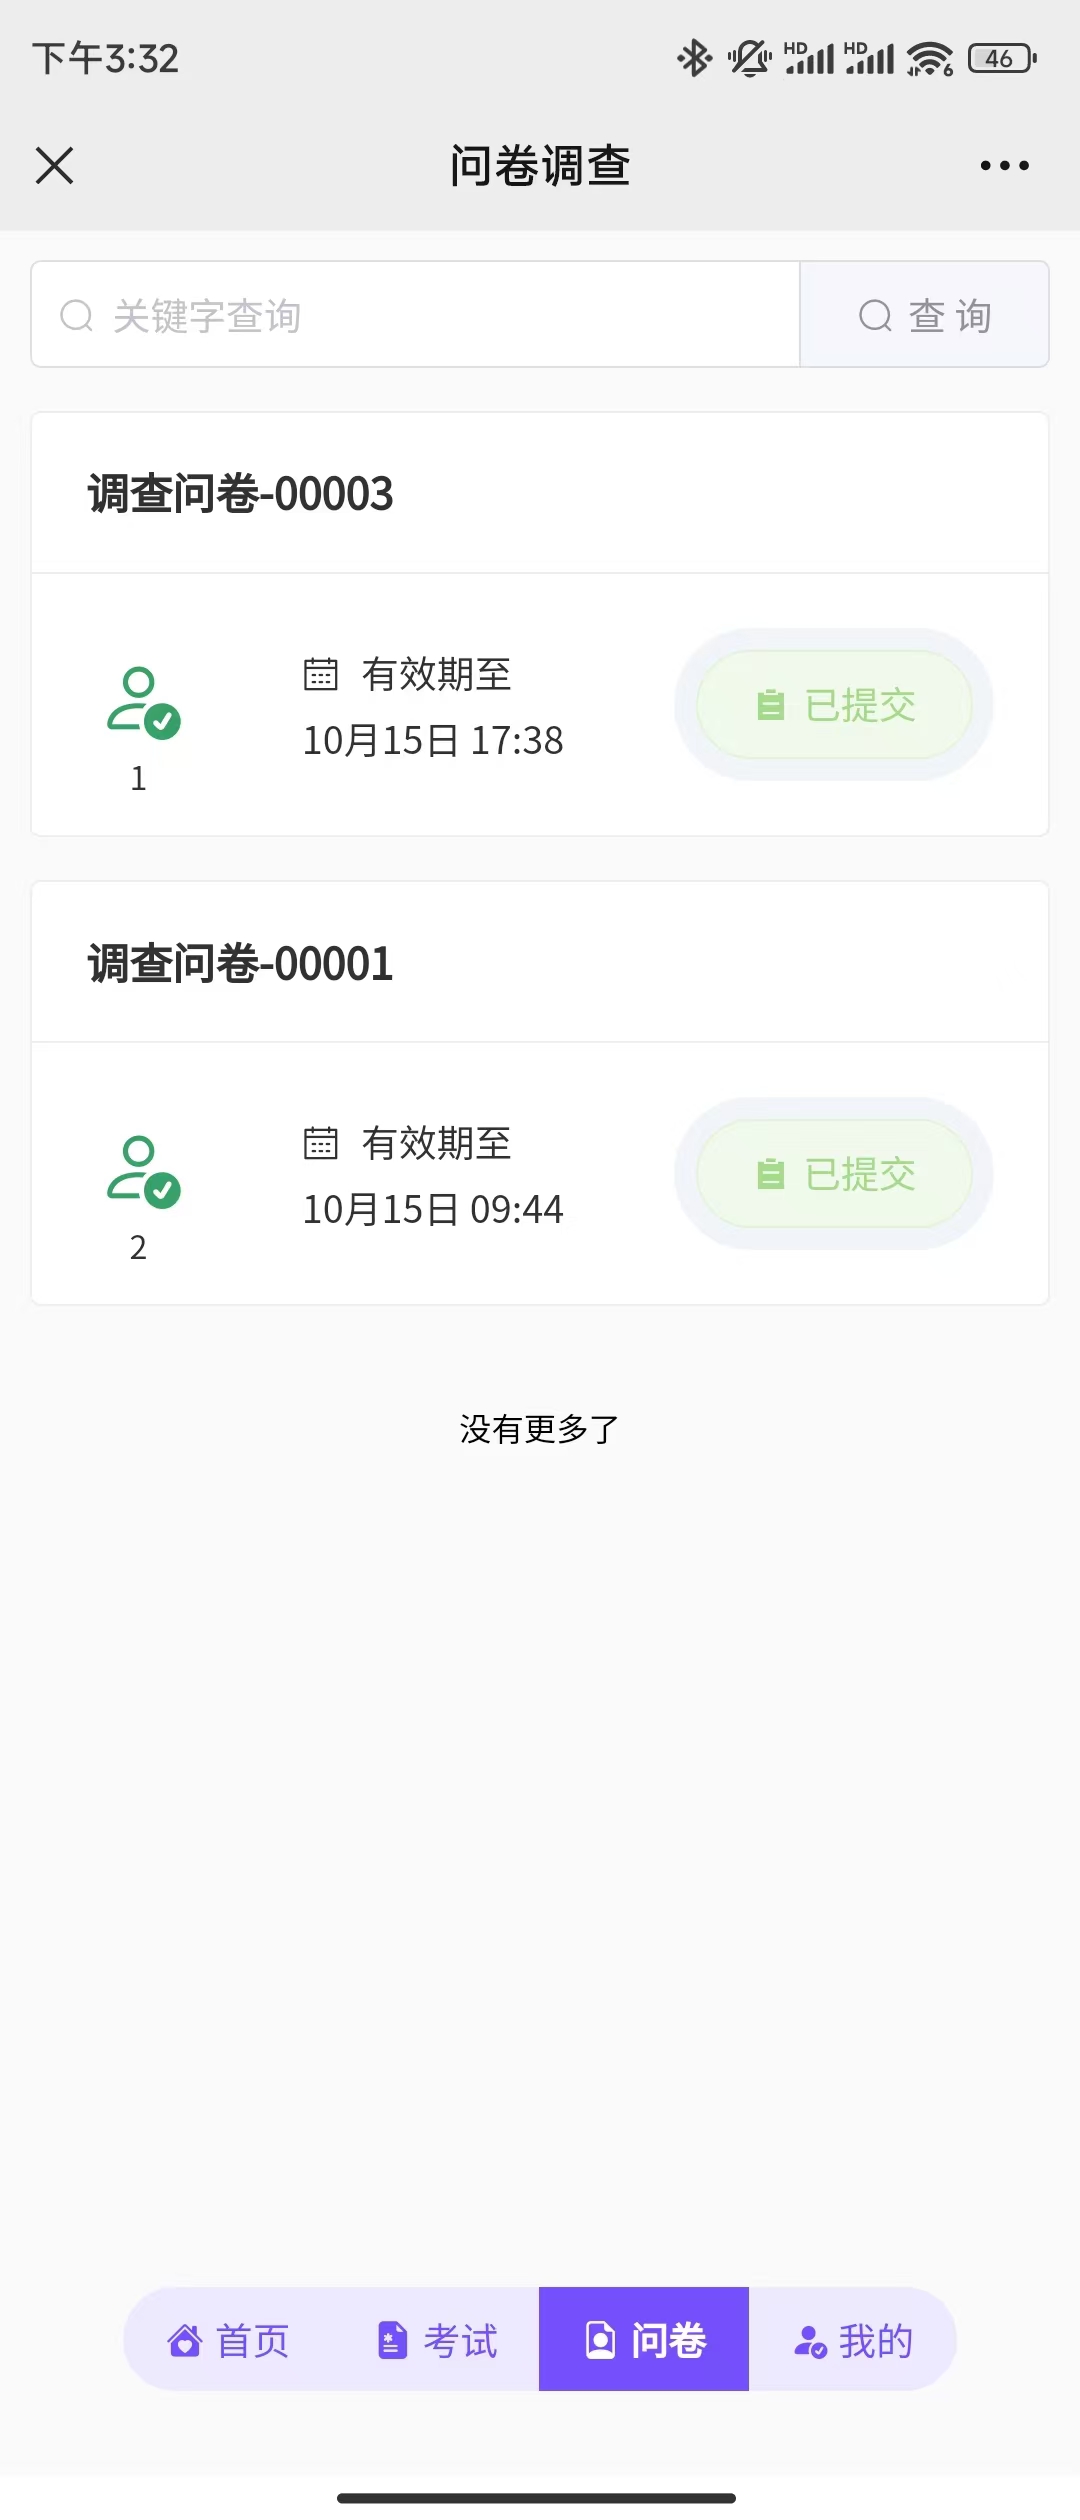 下午3:32
HD HD 6 46
问卷调查
关键字查询 查 询
调查问卷-00003
有效期至
10月15日 17:38
已提交
1
调查问卷-00001
有效期至
10月15日 09:44
已提交
2
没有更多了
首页 考试 问卷 我的